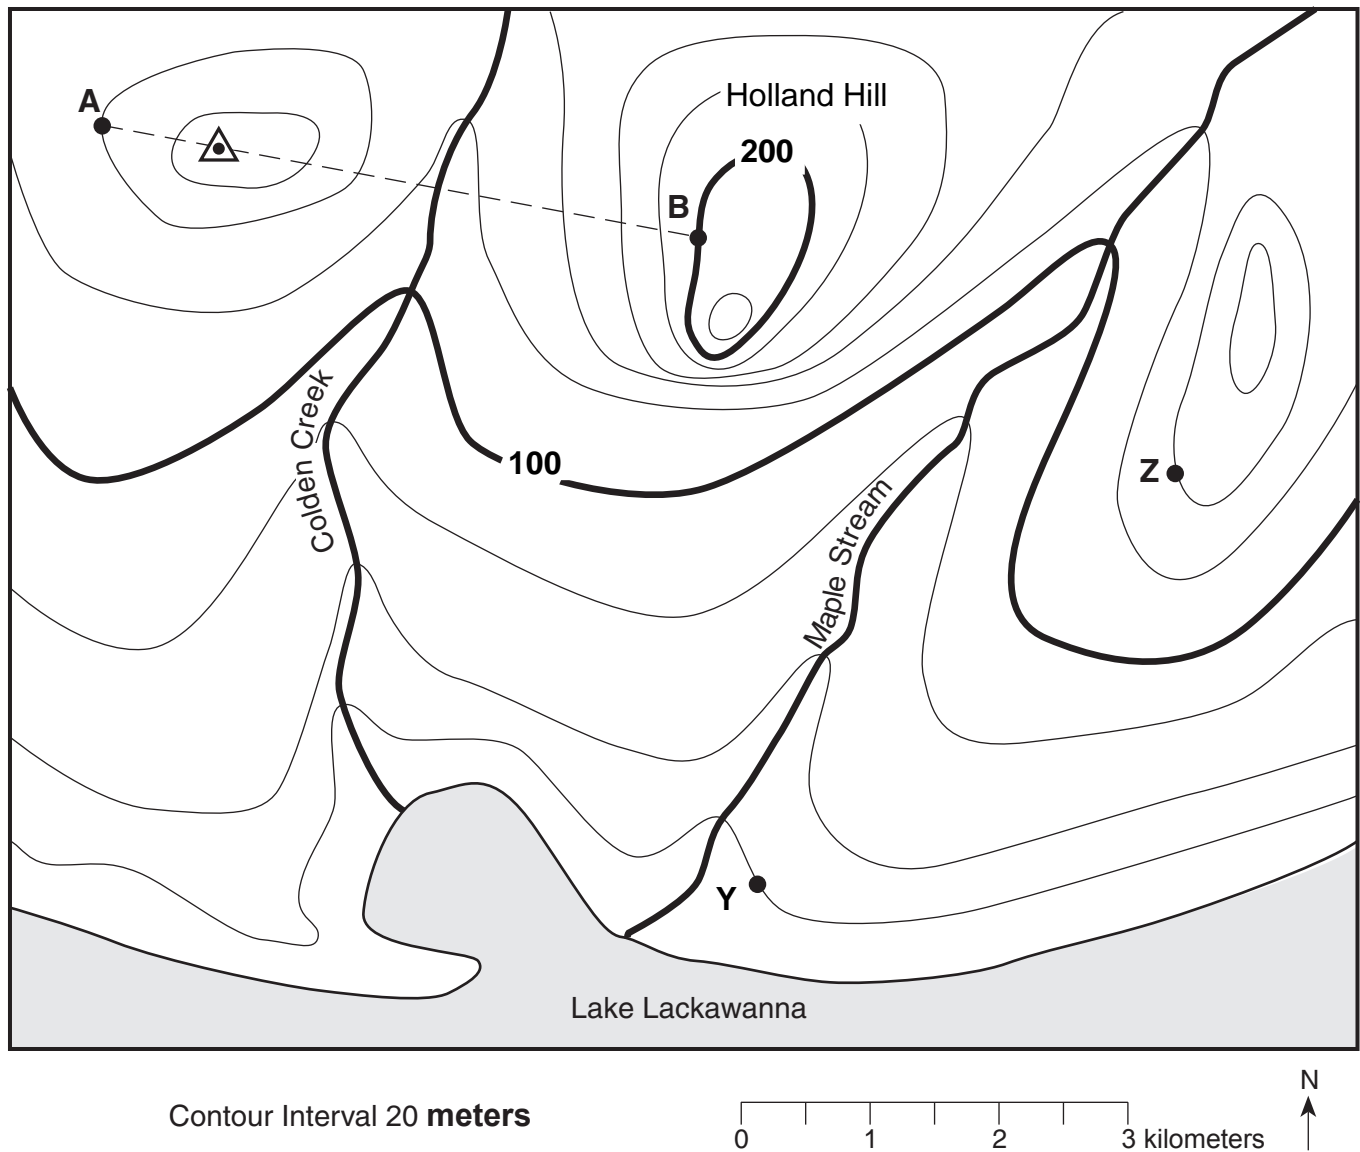 A
Holland Hill
200
B
Colden Creek
100
Z
Maple Stream
Y
Lake Lackawanna
N
Contour Interval 20 meters
0 1 2 3 kilometers